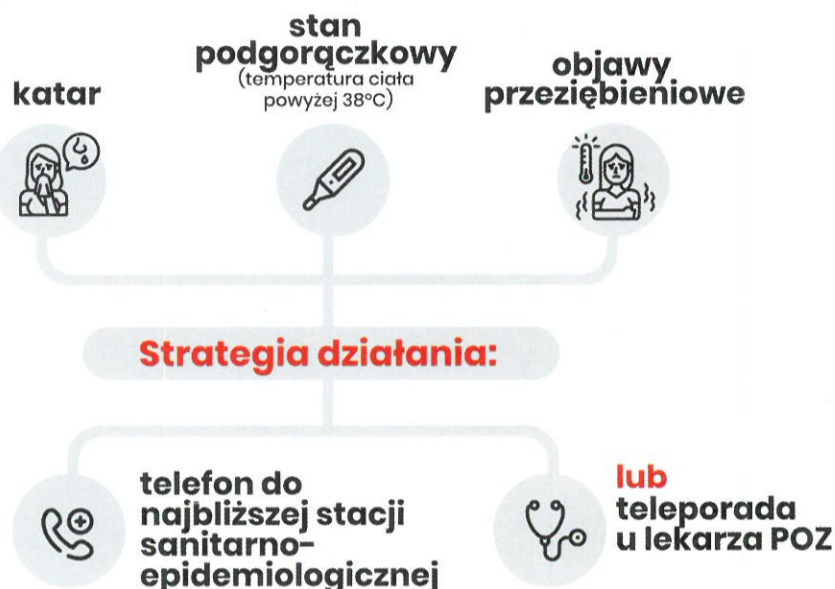 katar
stan
podgorączkowy
(temperatura ciała
powyżej 38°C)
objawy
przeziębieniowe
Strategia działania:
telefon do
najbliższej stacji
sanitarno-
epidemiologicznej
lub
teleporada
u lekarza POZ